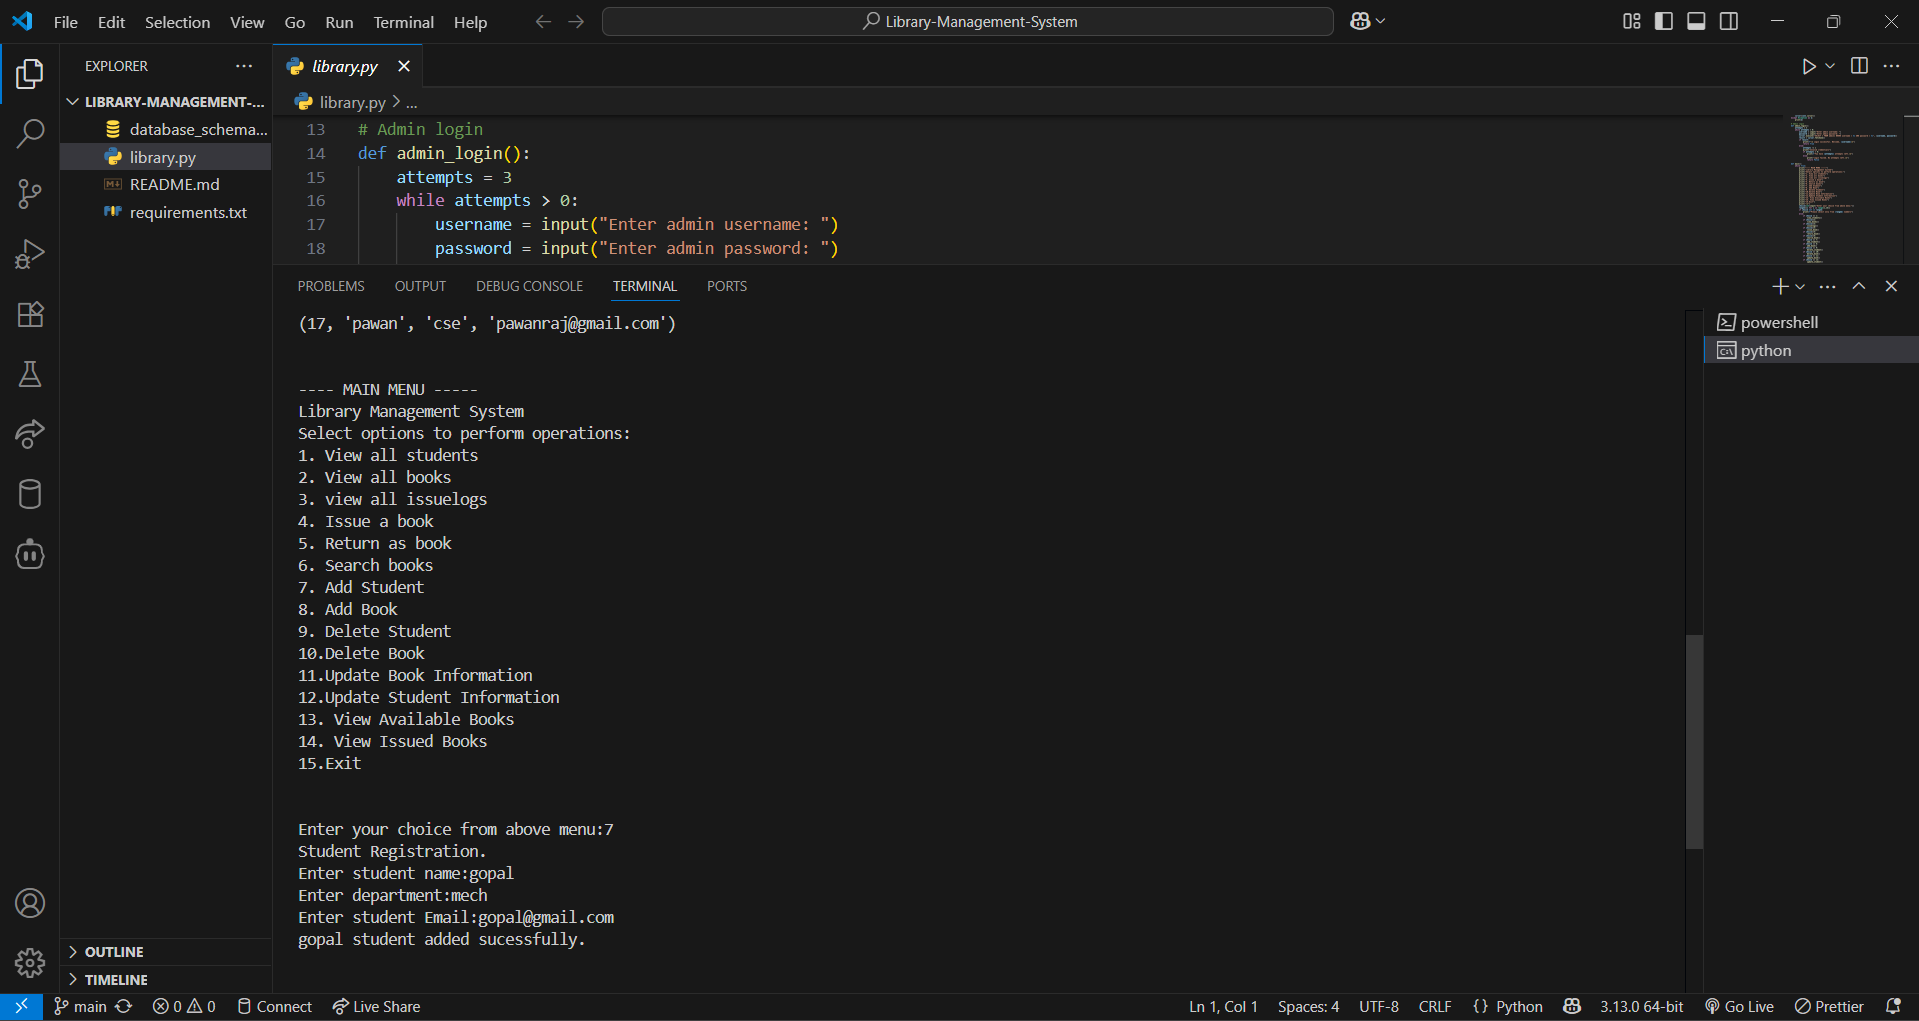 File Edit Selection View Go Run Terminal Help
Library-Management-System
EXPLORER
LIBRARY-MANAGEMENT-...
database_schema...
library.py
README.md
requirements.txt
OUTLINE
TIMELINE
library.py
library.py > ...
13 # Admin login
14 def admin_login():
15 attempts = 3
16 while attempts > 0:
17 username = input("Enter admin username: ")
18 password = input("Enter admin password: ")
PROBLEMS OUTPUT DEBUG CONSOLE TERMINAL PORTS
powershell
python
(17, 'pawan', 'cse', 'pawanraj@gmail.com')
---- MAIN MENU -----
Library Management System
Select options to perform operations:
1. View all students
2. View all books
3. view all issuelogs
4. Issue a book
5. Return as book
6. Search books
7. Add Student
8. Add Book
9. Delete Student
10.Delete Book
11.Update Book Information
12.Update Student Information
13. View Available Books
14. View Issued Books
15.Exit
Enter your choice from above menu:7
Student Registration.
Enter student name:gopal
Enter department:mech
Enter student Email:gopal@gmail.com
gopal student added sucessfully.
main 0 0 Connect Live Share Ln 1, Col 1 Spaces: 4 UTF-8 CRLF {} Python 3.13.0 64-bit Go Live Prettier